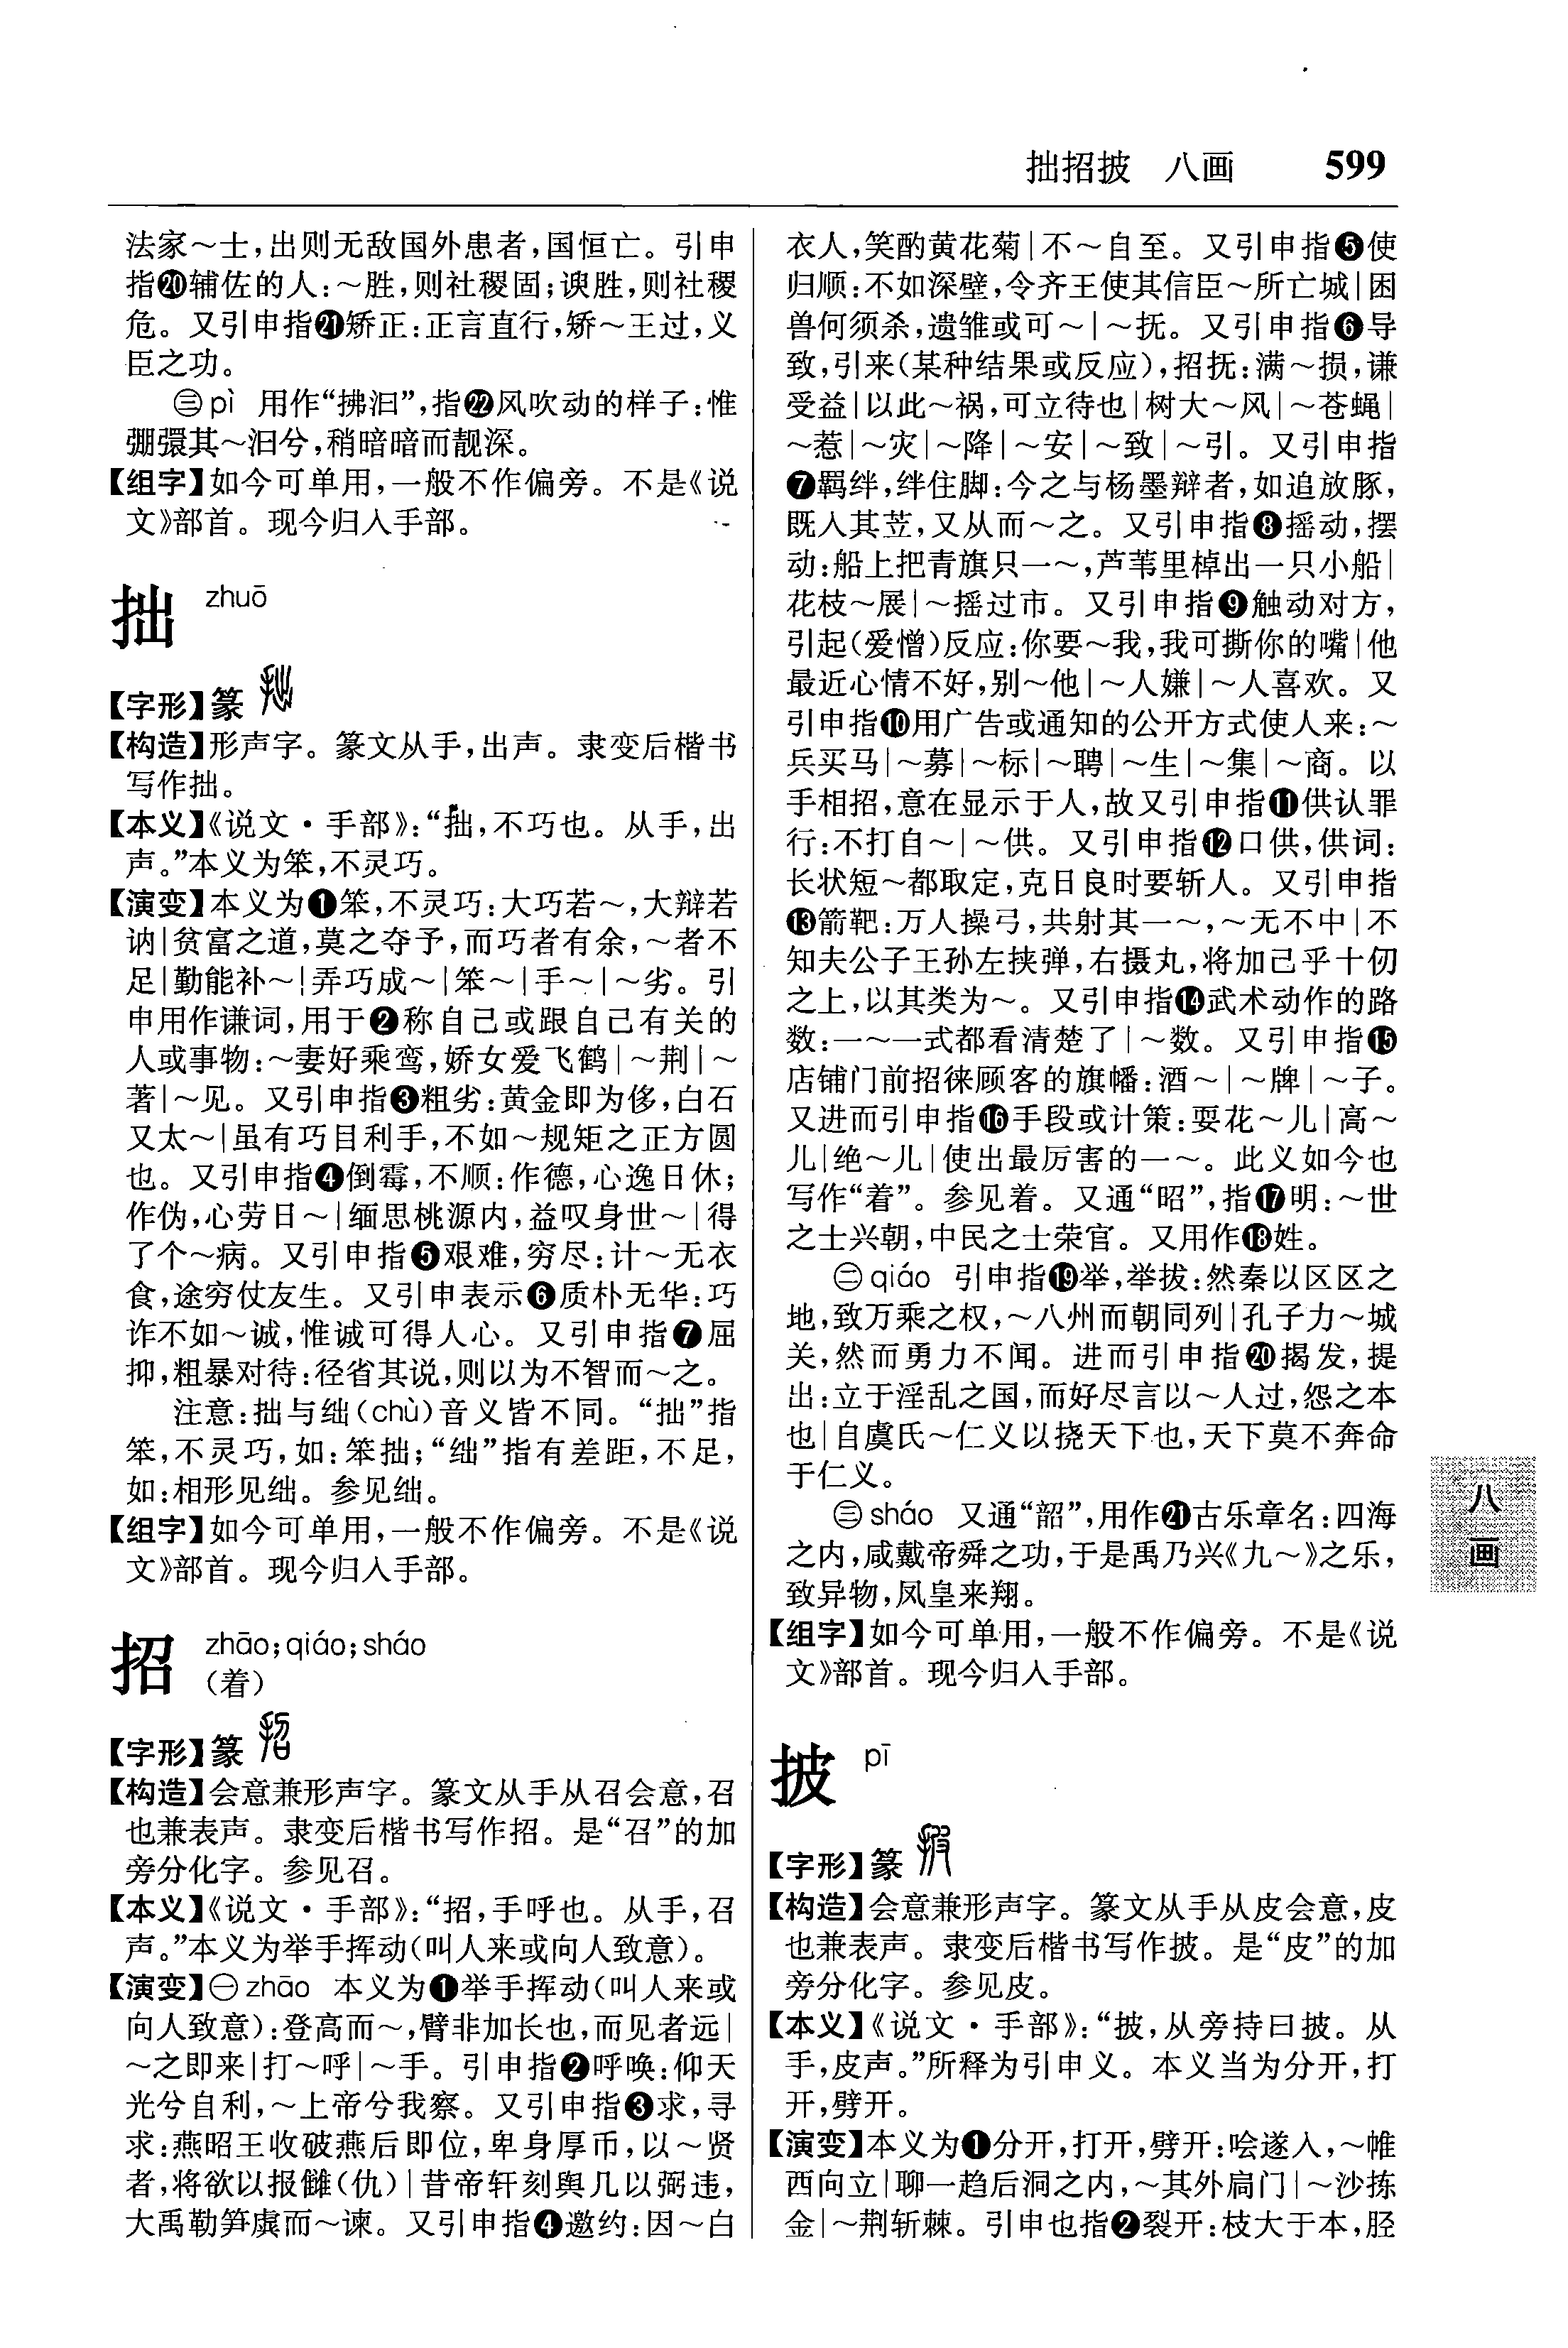 拙招披　八画　599
法家～士，出则无敌国外患者，国恒亡。引申
指⑳辅佐的人：～胜，则社稷固；谀胜，则社稷
危。又引申指㉑矫正：正言直行，矫～王过，义
臣之功。
㊂pì　用作“拂汩”，指㉒风吹动的样子：惟
弸彋其～汩兮，稍暗暗而靓深。
【组字】如今可单用，一般不作偏旁。不是《说
文》部首。现今归入手部。
拙　zhuō
【字形】篆
【构造】形声字。篆文从手，出声。隶变后楷书
写作拙。
【本义】《说文·手部》：“拙，不巧也。从手，出
声。”本义为笨，不灵巧。
【演变】本义为❶笨，不灵巧：大巧若～，大辩若
讷｜贫富之道，莫之夺予，而巧者有余，～者不
足｜勤能补～｜弄巧成～｜笨～｜手～｜～劣。引
申用作谦词，用于❷称自己或跟自己有关的
人或事物：～妻好乘鸾，娇女爱飞鹤｜～荆｜～
著｜～见。又引申指❸粗劣：黄金即为侈，白石
又太～｜虽有巧目利手，不如～规矩之正方圆
也。又引申指❹倒霉，不顺：作德，心逸日休；
作伪，心劳日～｜缅思桃源内，益叹身世～｜得
了个～病。又引申指❺艰难，穷尽：计～无衣
食，途穷仗友生。又引申表示❻质朴无华：巧
诈不如～诚，惟诚可得人心。又引申指❼屈
抑，粗暴对待：径省其说，则以为不智而～之。
注意：拙与绌（chù）音义皆不同。“拙”指
笨，不灵巧，如：笨拙；“绌”指有差距，不足，
如：相形见绌。参见绌。
【组字】如今可单用，一般不作偏旁。不是《说
文》部首。现今归入手部。
招　zhāo；qiáo；sháo
（着）
【字形】篆
【构造】会意兼形声字。篆文从手从召会意，召
也兼表声。隶变后楷书写作招。是“召”的加
旁分化字。参见召。
【本义】《说文·手部》：“招，手呼也。从手，召
声。”本义为举手挥动（叫人来或向人致意）。
【演变】㊀zhāo　本义为❶举手挥动（叫人来或
向人致意）：登高而～，臂非加长也，而见者远｜
～之即来｜打～呼｜～手。引申指❷呼唤：仰天
光兮自利，～上帝兮我察。又引申指❸求，寻
求：燕昭王收破燕后即位，卑身厚币，以～贤
者，将欲以报雠（仇）｜昔帝轩刻舆几以弼违，
大禹勒笋虡而～谏。又引申指❹邀约：因～白
衣人，笑酌黄花菊｜不～自至。又引申指❺使
归顺：不如深壁，令齐王使其信臣～所亡城｜困
兽何须杀，遗雏或可～｜～抚。又引申指❻导
致，引来（某种结果或反应），招抚：满～损，谦
受益｜以此～祸，可立待也｜树大～风｜～苍蝇｜
～惹｜～灾｜～降｜～安｜～致｜～引。又引申指
❼羁绊，绊住脚：今之与杨墨辩者，如追放豚，
既入其苙，又从而～之。又引申指❽摇动，摆
动：船上把青旗只一～，芦苇里棹出一只小船｜
花枝～展｜～摇过市。又引申指❾触动对方，
引起（爱憎）反应：你要～我，我可撕你的嘴｜他
最近心情不好，别～他｜～人嫌｜～人喜欢。又
引申指❿用广告或通知的公开方式使人来：～
兵买马｜～募｜～标｜～聘｜～生｜～集｜～商。以
手相招，意在显示于人，故又引申指⓫供认罪
行：不打自～｜～供。又引申指⓬口供，供词：
长状短～都取定，克日良时要斩人。又引申指
⓭箭靶：万人操弓，共射其一～，～无不中｜不
知夫公子王孙左挟弹，右摄丸，将加己乎十仞
之上，以其类为～。又引申指⓮武术动作的路
数：一～一式都看清楚了｜～数。又引申指⓯
店铺门前招徕顾客的旗幡：酒～｜～牌｜～子。
又进而引申指⓰手段或计策：耍花～儿｜高～
儿｜绝～儿｜使出最厉害的一～。此义如今也
写作“着”。参见着。又通“昭”，指⓱明：～世
之士兴朝，中民之士荣官。又用作⓲姓。
㊁qiáo　引申指⓳举，举拔：然秦以区区之
地，致万乘之权，～八州而朝同列｜孔子力～城
关，然而勇力不闻。进而引申指⓴揭发，提
出：立于淫乱之国，而好尽言以～人过，怨之本
也｜自虞氏～仁义以挠天下也，天下莫不奔命
于仁义。
㊂sháo　又通“韶”，用作㉑古乐章名：四海
之内，咸戴帝舜之功，于是禹乃兴《九～》之乐，
致异物，凤皇来翔。
【组字】如今可单用，一般不作偏旁。不是《说
文》部首。现今归入手部。
披　pī
【字形】篆
【构造】会意兼形声字。篆文从手从皮会意，皮
也兼表声。隶变后楷书写作披。是“皮”的加
旁分化字。参见皮。
【本义】《说文·手部》：“披，从旁持曰披。从
手，皮声。”所释为引申义。本义当为分开，打
开，劈开。
【演变】本义为❶分开，打开，劈开：哙遂入，～帷
西向立｜聊一趋后洞之内，～其外扃门｜～沙拣
金｜～荆斩棘。引申也指❷裂开：枝大于本，胫
八
画